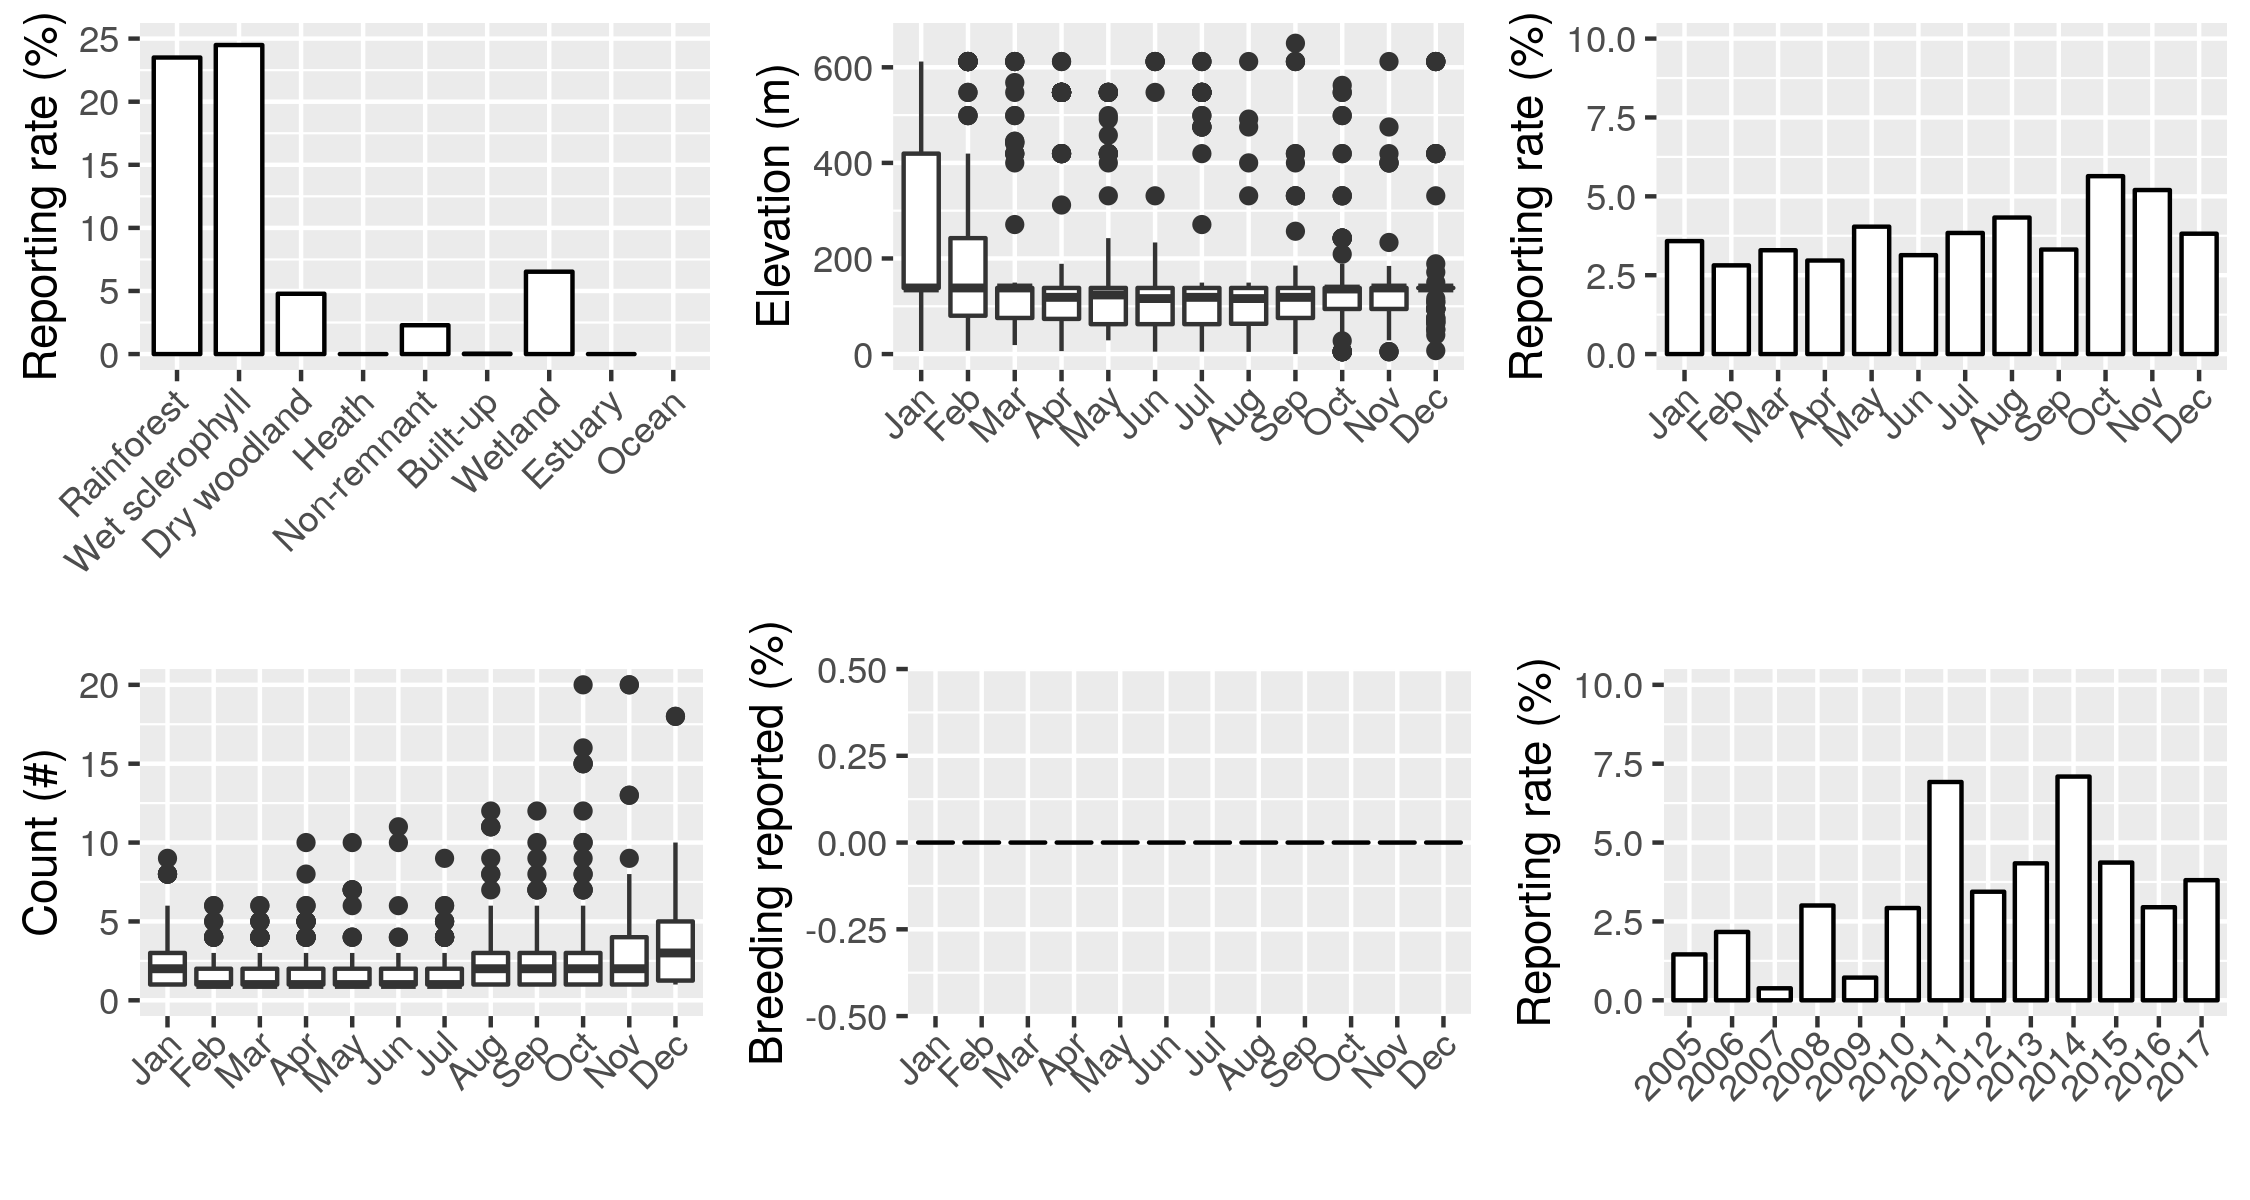 Reporting rate (%)
25
20
15
10
5
0
Rainforest
Wet sclerophyll
Dry woodland
Heath
Non-remnant
Built-up
Wetland
Estuary
Ocean
Elevation (m)
600
400
200
0
Jan
Feb
Mar
Apr
May
Jun
Jul
Aug
Sep
Oct
Nov
Dec
Reporting rate (%)
10.0
7.5
5.0
2.5
0.0
Jan
Feb
Mar
Apr
May
Jun
Jul
Aug
Sep
Oct
Nov
Dec
Count (#)
20
15
10
5
0
Jan
Feb
Mar
Apr
May
Jun
Jul
Aug
Sep
Oct
Nov
Dec
Breeding reported (%)
0.50
0.25
0.00
-0.25
-0.50
Jan
Feb
Mar
Apr
May
Jun
Jul
Aug
Sep
Oct
Nov
Dec
Reporting rate (%)
10.0
7.5
5.0
2.5
0.0
2005
2006
2007
2008
2009
2010
2011
2012
2013
2014
2015
2016
2017